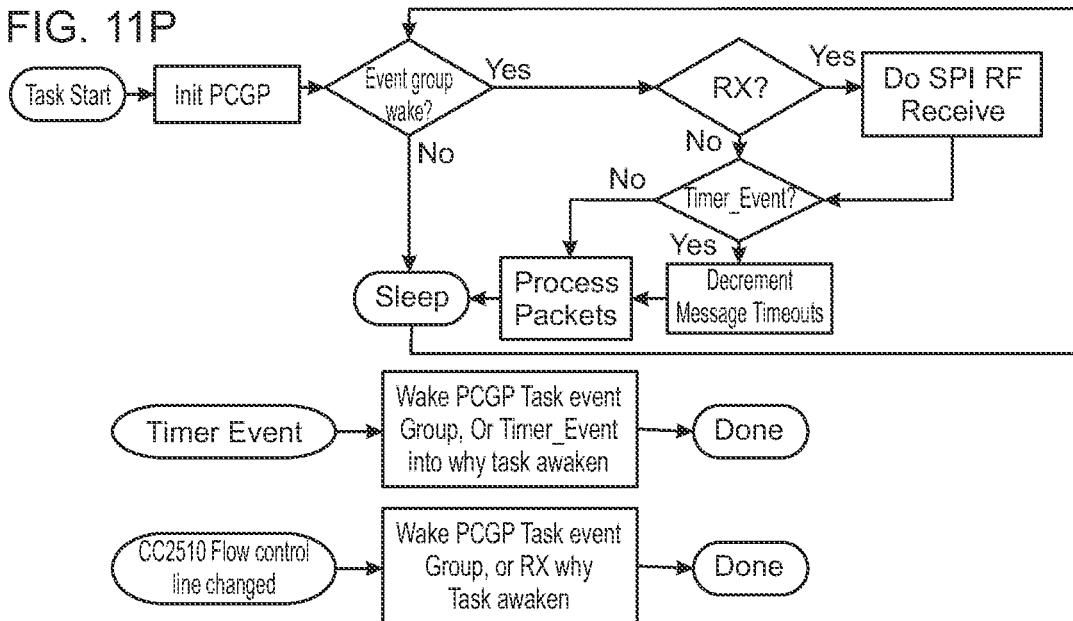 FIG. 11P
Task Start
Init PCGP
Event group
wake?
Yes
No
RX?
Yes
No
Do SPI RF
Receive
Timer_Event?
No
Yes
Decrement
Message Timeouts
Process
Packets
Sleep
Timer Event
Wake PCGP Task event
Group, Or Timer_Event
into why task awaken
Done
CC2510 Flow control
line changed
Wake PCGP Task event
Group, or RX why
Task awaken
Done